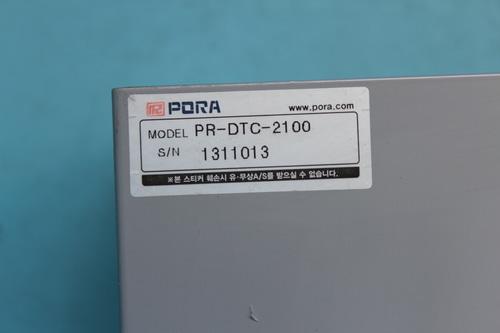 PORA www.pora.com
MODEL PR-DTC-2100
S/N 1311013
※본 스티커 훼손시 유·무상A/S를 받으실 수 없습니다.